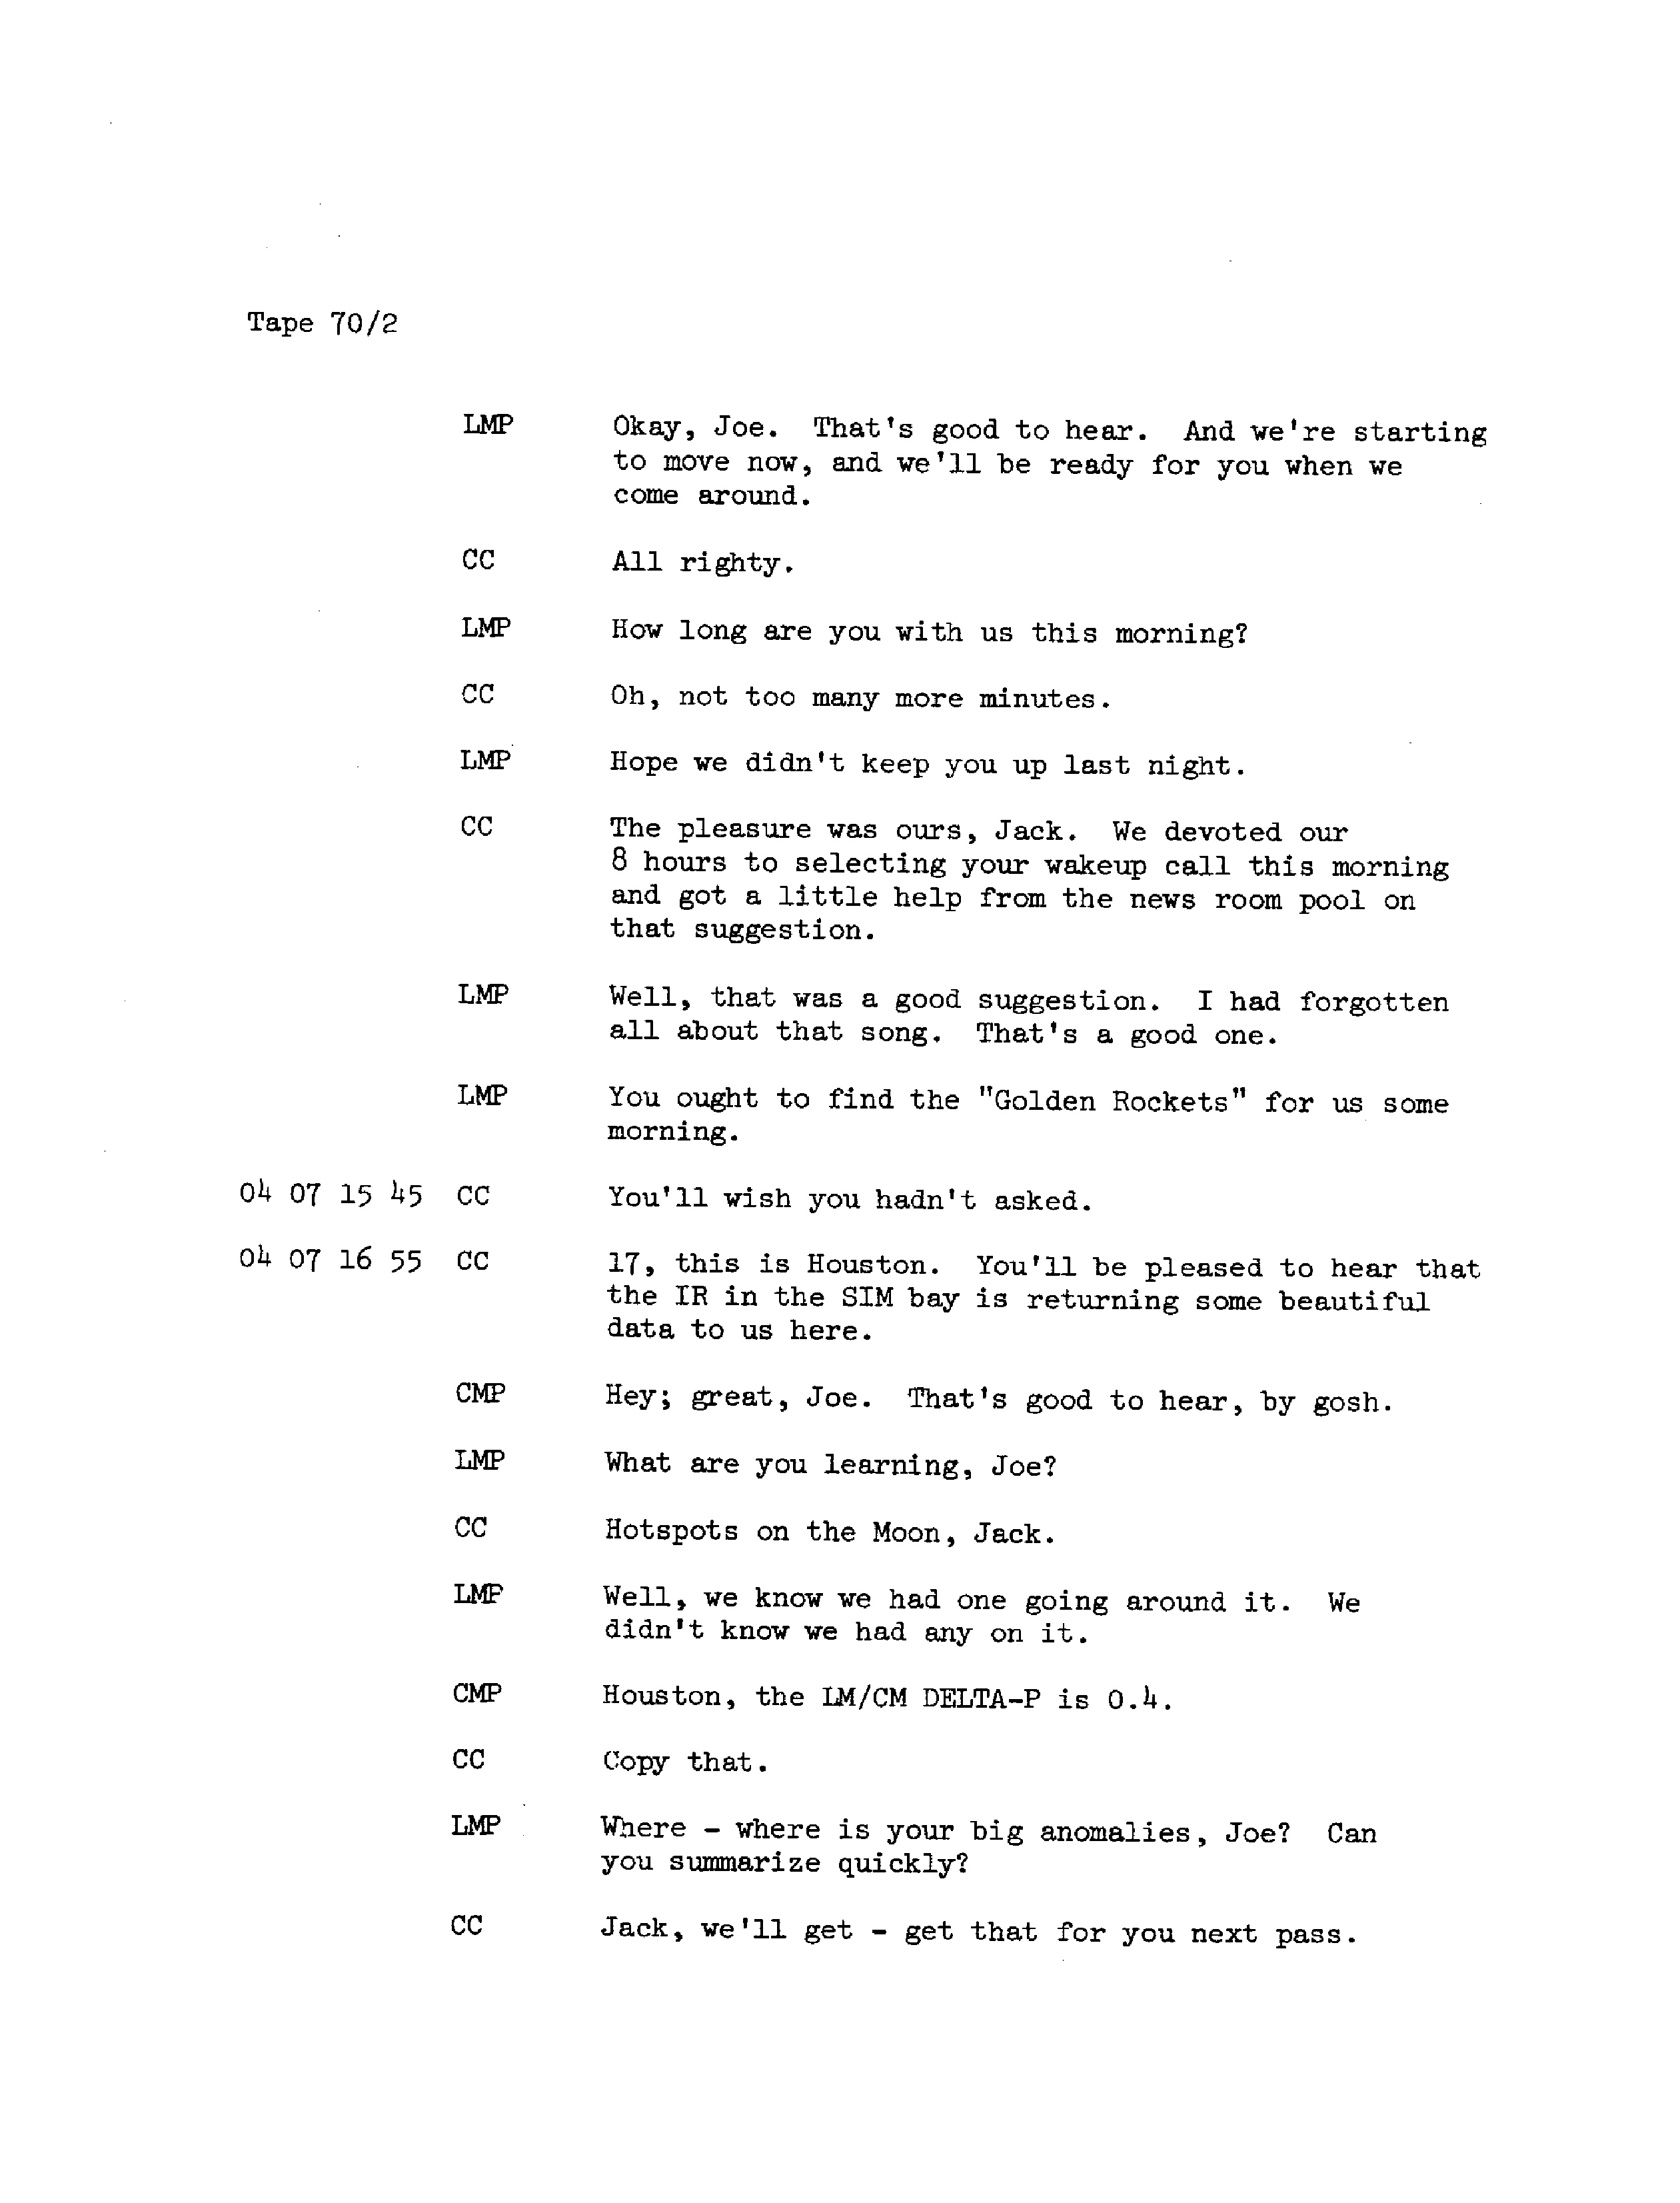 Tape 70/2
LMP Okay, Joe. That's good to hear. And we're starting
to move now, and we'll be ready for you when we
come around.
CC All righty.
LMP How long are you with us this morning?
CC Oh, not too many more minutes.
LMP Hope we didn't keep you up last night.
CC The pleasure was ours, Jack. We devoted our
8 hours to selecting your wakeup call this morning
and got a little help from the news room pool on
that suggestion.
LMP Well, that was a good suggestion. I had forgotten
all about that song. That's a good one.
LMP You ought to find the "Golden Rockets" for us some
morning.
04 07 15 45 CC You'll wish you hadn't asked.
04 07 16 55 CC 17, this is Houston. You'll be pleased to hear that
the IR in the SIM bay is returning some beautiful
data to us here.
CMP Hey; great, Joe. That's good to hear, by gosh.
LMP What are you learning, Joe?
CC Hotspots on the Moon, Jack.
LMP Well, we know we had one going around it. We
didn't know we had any on it.
CMP Houston, the LM/CM DELTA-P is 0.4.
CC Copy that.
LMP Where - where is your big anomalies, Joe? Can
you summarize quickly?
CC Jack, we'll get - get that for you next pass.